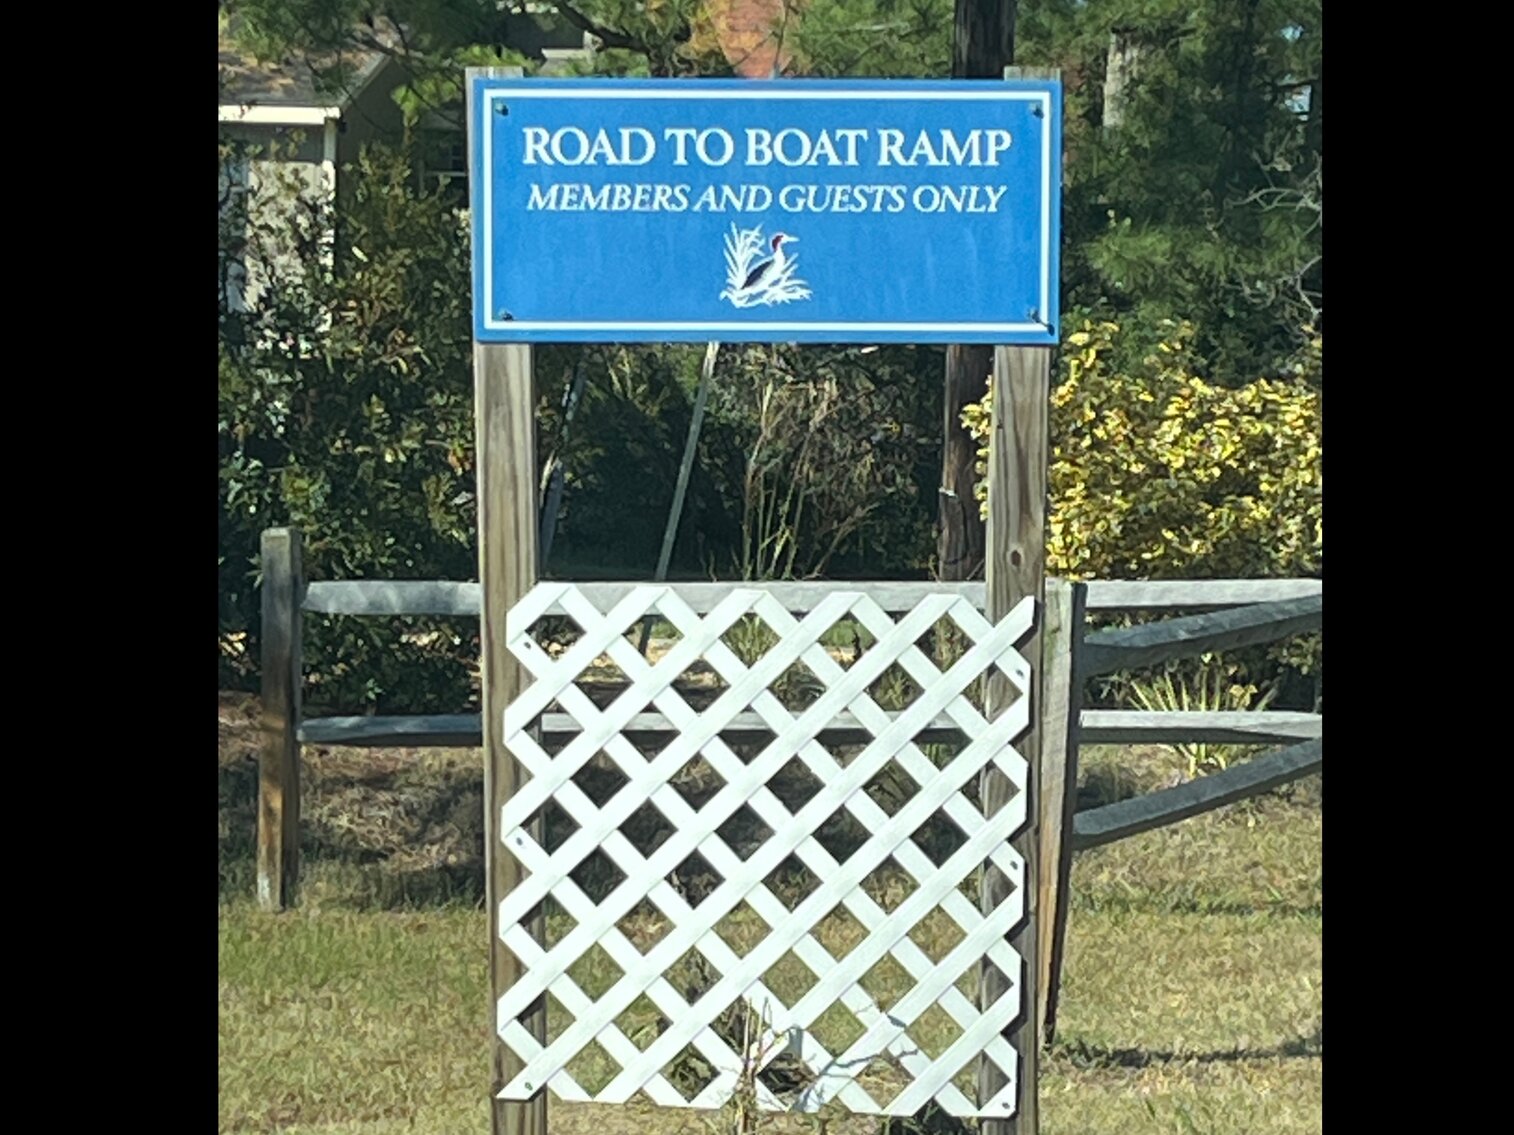 ROAD TO BOAT RAMP
MEMBERS AND GUESTS ONLY